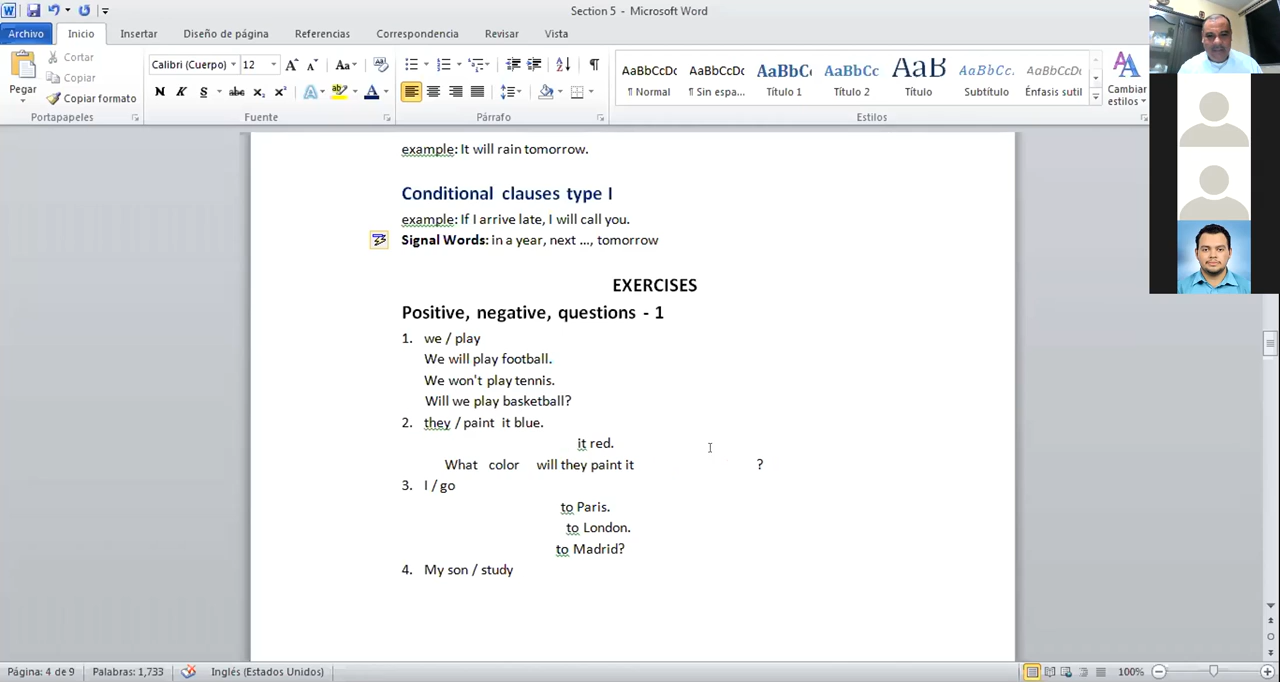 Section 5 - Microsoft Word
Archivo Inicio Insertar Diseño de página Referencias Correspondencia Revisar Vista
Cortar
Copiar
Copiar formato
Pegar
Portapapeles
Calibri (Cuerpo) 12
N K S abc x₂ x²
Fuente
Párrafo
AaBbCcDc AaBbCcDc AaBbC AaBbCc AaB AaBbCc. AaBbCcDc
¶ Normal ¶ Sin espa... Título 1 Título 2 Título Subtítulo Énfasis sutil
Estilos
Cambiar
estilos
example: It will rain tomorrow.
Conditional clauses type I
example: If I arrive late, I will call you.
Signal Words: in a year, next ..., tomorrow
EXERCISES
Positive, negative, questions - 1
1. we / play
We will play football.
We won't play tennis.
Will we play basketball?
2. they / paint it blue.
it red.
What color will they paint it ?
3. I / go
to Paris.
to London.
to Madrid?
4. My son / study
Página: 4 de 9 Palabras: 1,733 Inglés (Estados Unidos) 100%